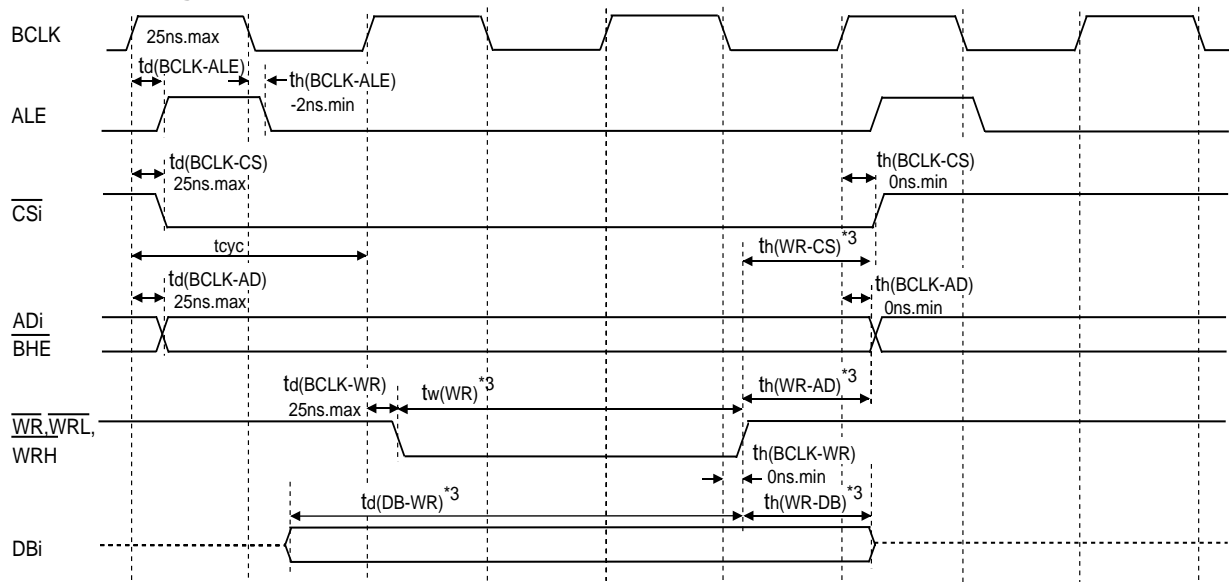 BCLK
25ns.max
td(BCLK-ALE)
th(BCLK-ALE)
-2ns.min
ALE
td(BCLK-CS)
25ns.max
th(BCLK-CS)
0ns.min
CSi
tcyc
th(WR-CS)*3
td(BCLK-AD)
25ns.max
th(BCLK-AD)
0ns.min
ADi
BHE
td(BCLK-WR)
25ns.max
tw(WR)*3
th(WR-AD)*3
WR,WRL,
WRH
th(BCLK-WR)
0ns.min
td(DB-WR)*3
th(WR-DB)*3
DBi